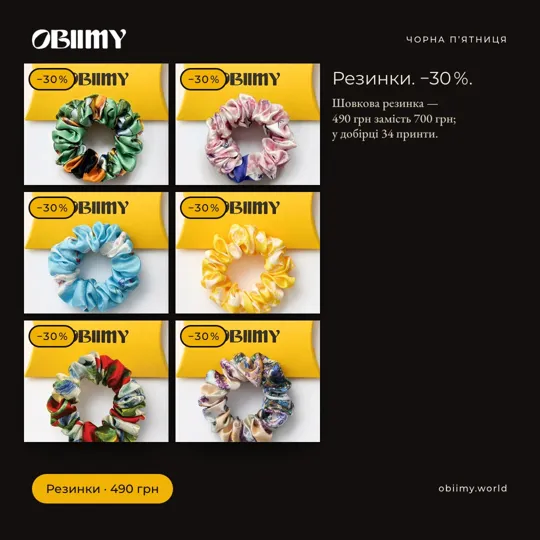 OBIIMY
ЧОРНА П'ЯТНИЦЯ
−30 %
OBIIMY
−30 %
OBIIMY
Резинки. −30 %.
Шовкова резинка —
490 грн замість 700 грн;
у добірці 34 принти.
−30 %
OBIIMY
−30 %
OBIIMY
−30 %
OBIIMY
−30 %
OBIIMY
Резинки · 490 грн
obiimy.world